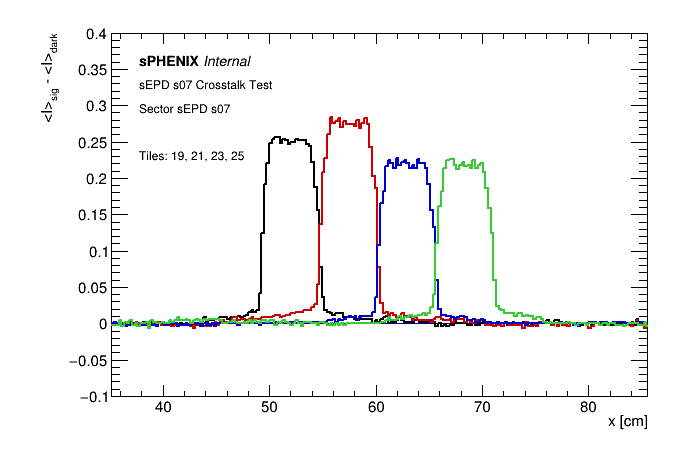 <I>sig - <I>dark
0.4
0.35
0.3
0.25
0.2
0.15
0.1
0.05
0
−0.05
−0.1
sPHENIX Internal
sEPD s07 Crosstalk Test
Sector sEPD s07
Tiles: 19, 21, 23, 25
40 50 60 70 80
x [cm]